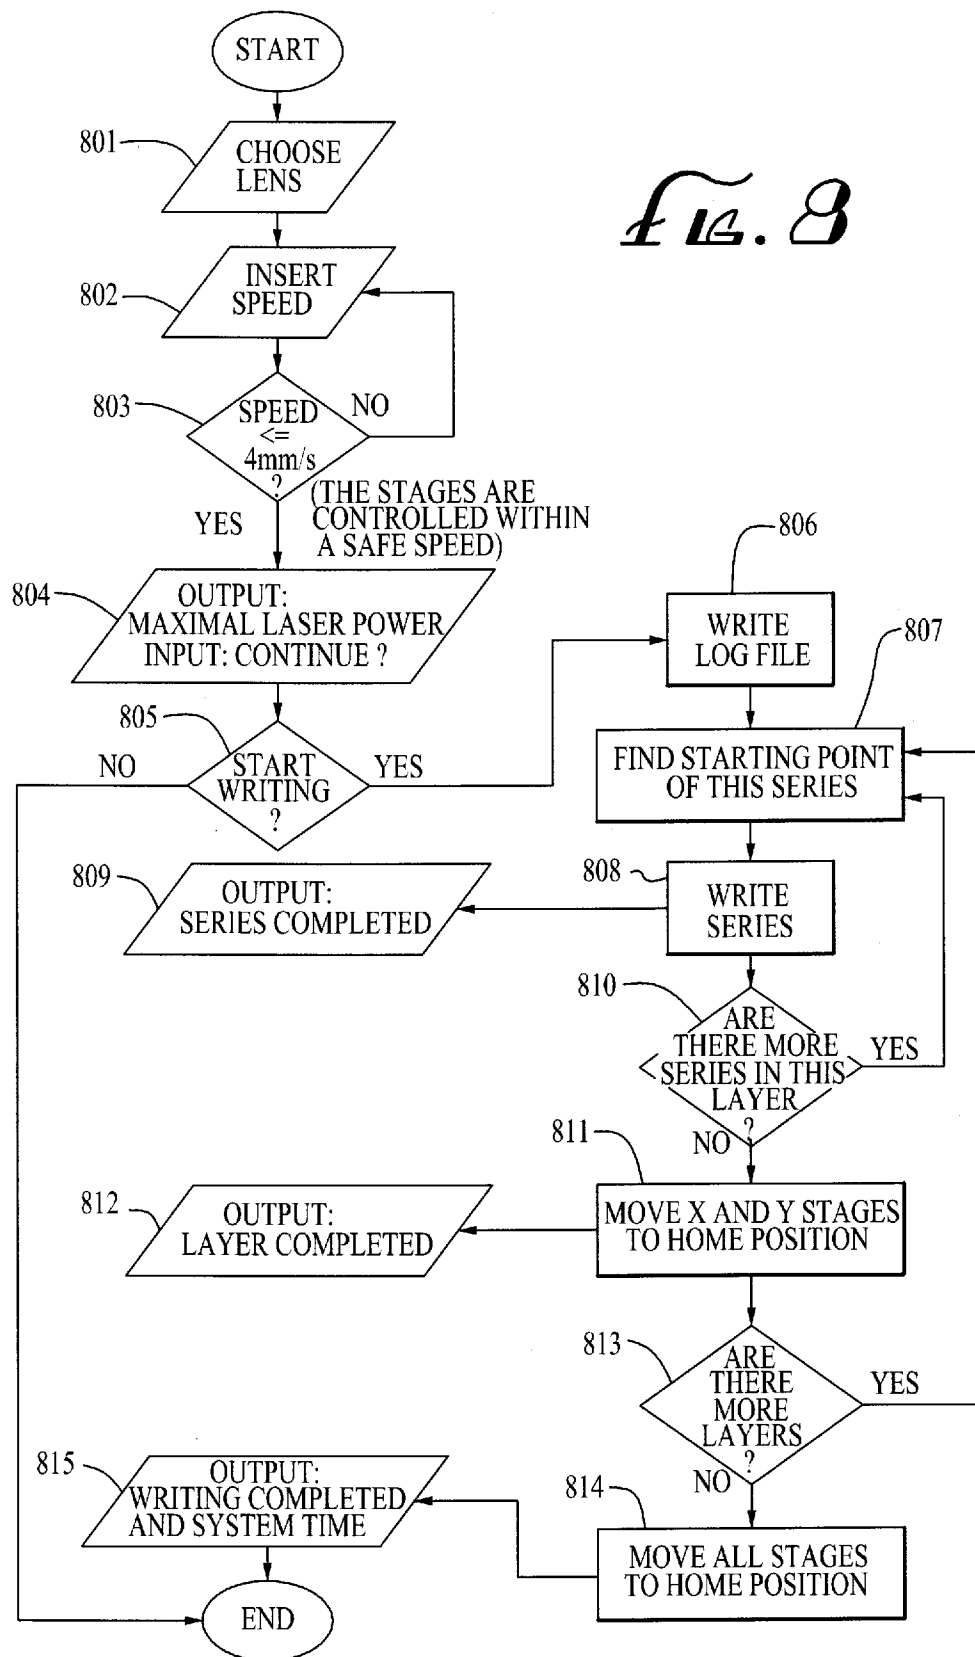 START
801
CHOOSE
LENS
FIG. 8
802
INSERT
SPEED
803
SPEED
<=
4mm/s
?
NO
YES
(THE STAGES ARE
CONTROLLED WITHIN
A SAFE SPEED)
804
OUTPUT:
MAXIMAL LASER POWER
INPUT: CONTINUE ?
805
START
WRITING
?
NO
YES
806
WRITE
LOG FILE
807
FIND STARTING POINT
OF THIS SERIES
808
WRITE
SERIES
809
OUTPUT:
SERIES COMPLETED
810
ARE
THERE MORE
SERIES IN THIS
LAYER
?
YES
NO
811
MOVE X AND Y STAGES
TO HOME POSITION
812
OUTPUT:
LAYER COMPLETED
813
ARE
THERE
MORE
LAYERS
?
YES
NO
814
MOVE ALL STAGES
TO HOME POSITION
815
OUTPUT:
WRITING COMPLETED
AND SYSTEM TIME
END